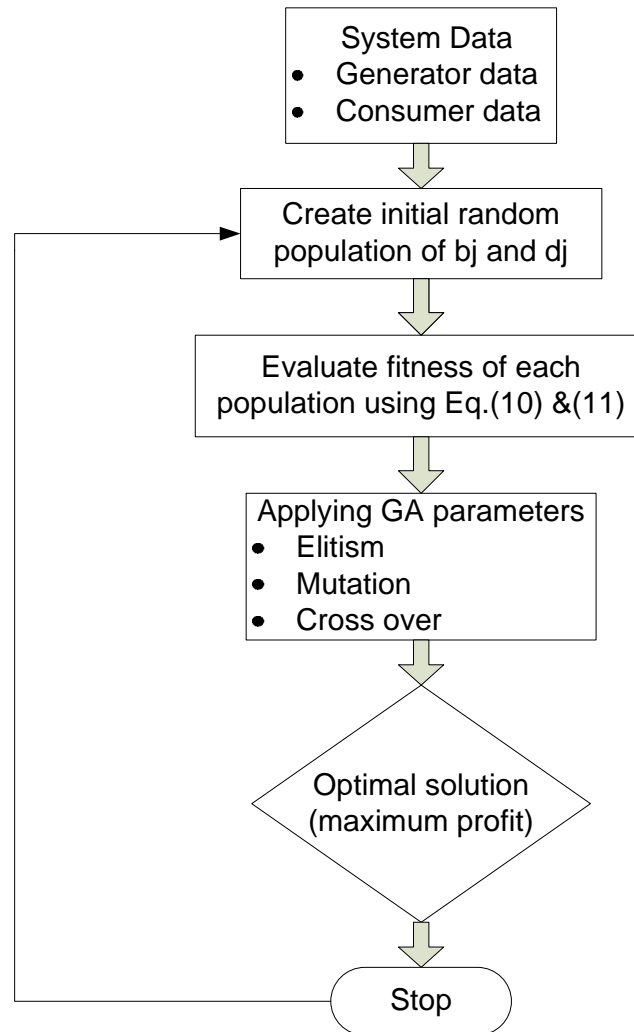 System Data
• Generator data
• Consumer data
Create initial random
population of bj and dj
Evaluate fitness of each
population using Eq.(10) &(11)
Applying GA parameters
• Elitism
• Mutation
• Cross over
Optimal solution
(maximum profit)
Stop